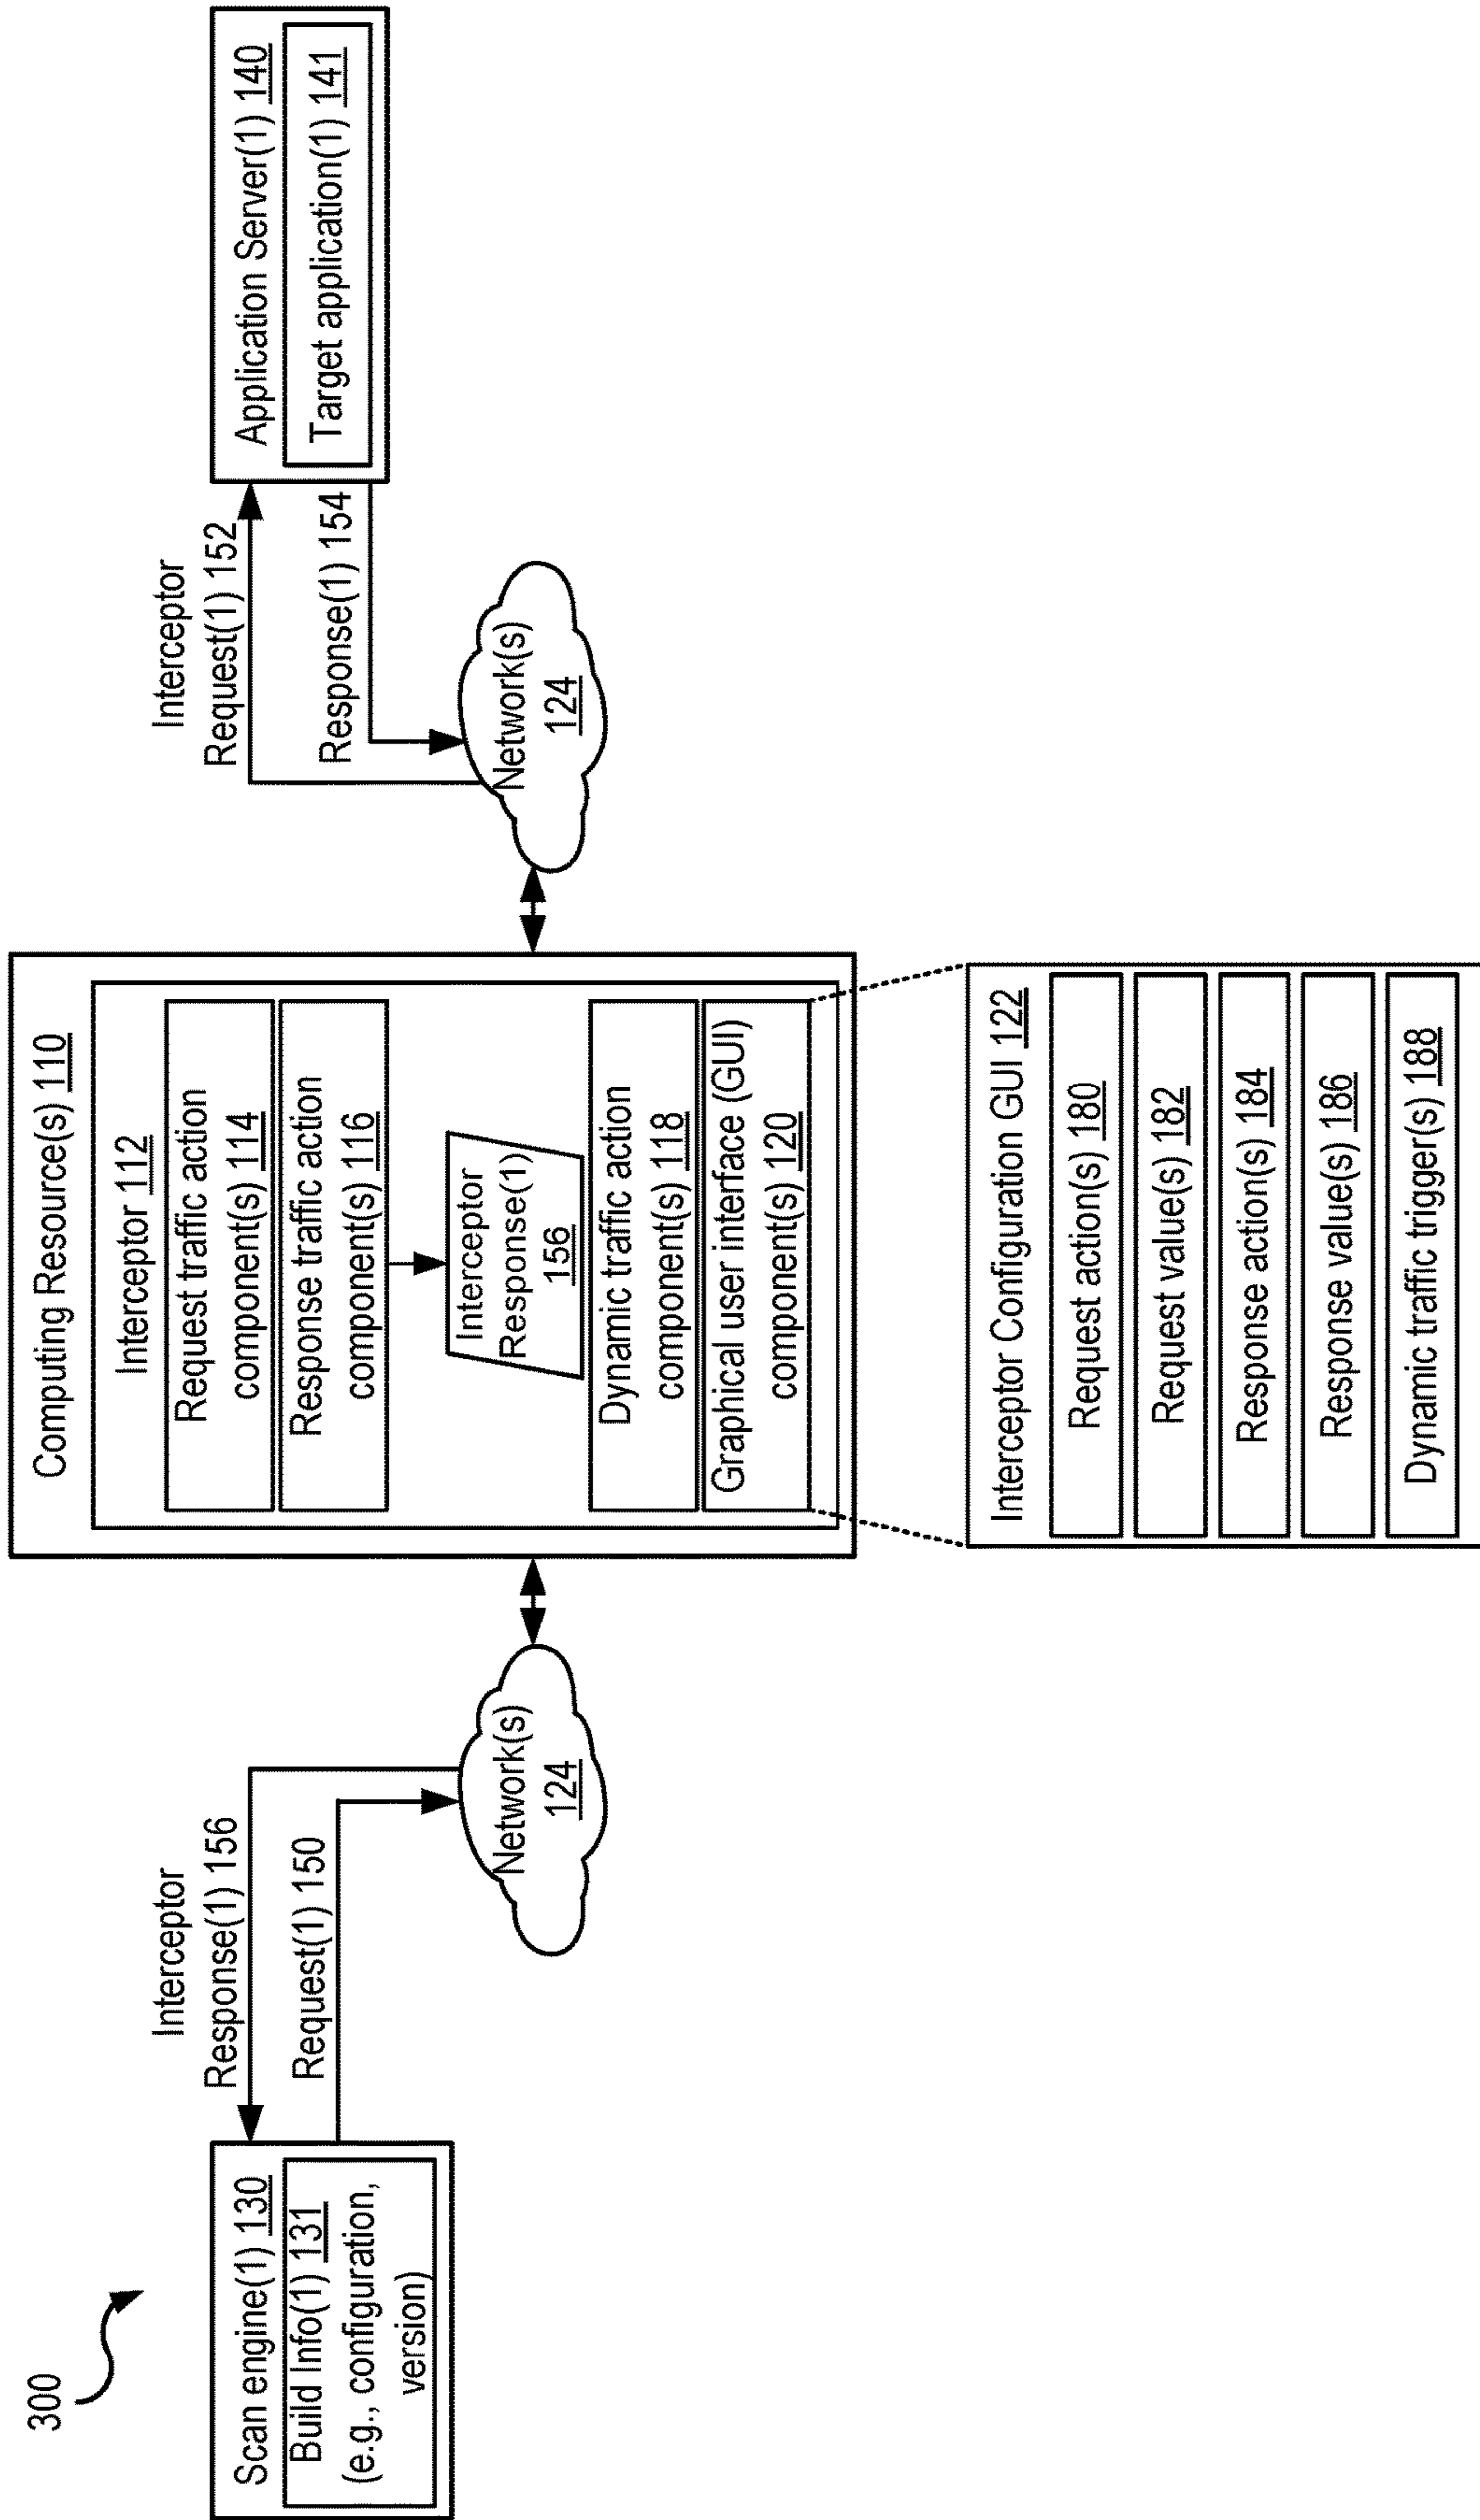 300
Scan engine(1) 130
Build Info(1) 131
(e.g., configuration,
version)
Interceptor
Response(1) 156
Request(1) 150
Network(s)
124
Computing Resource(s) 110
Interceptor 112
Request traffic action
component(s) 114
Response traffic action
component(s) 116
Interceptor
Response(1)
156
Dynamic traffic action
component(s) 118
Graphical user interface (GUI)
component(s) 120
Interceptor Configuration GUI 122
Request action(s) 180
Request value(s) 182
Response action(s) 184
Response value(s) 186
Dynamic traffic trigger(s) 188
Network(s)
124
Interceptor
Request(1) 152
Response(1) 154
Application Server(1) 140
Target application(1) 141